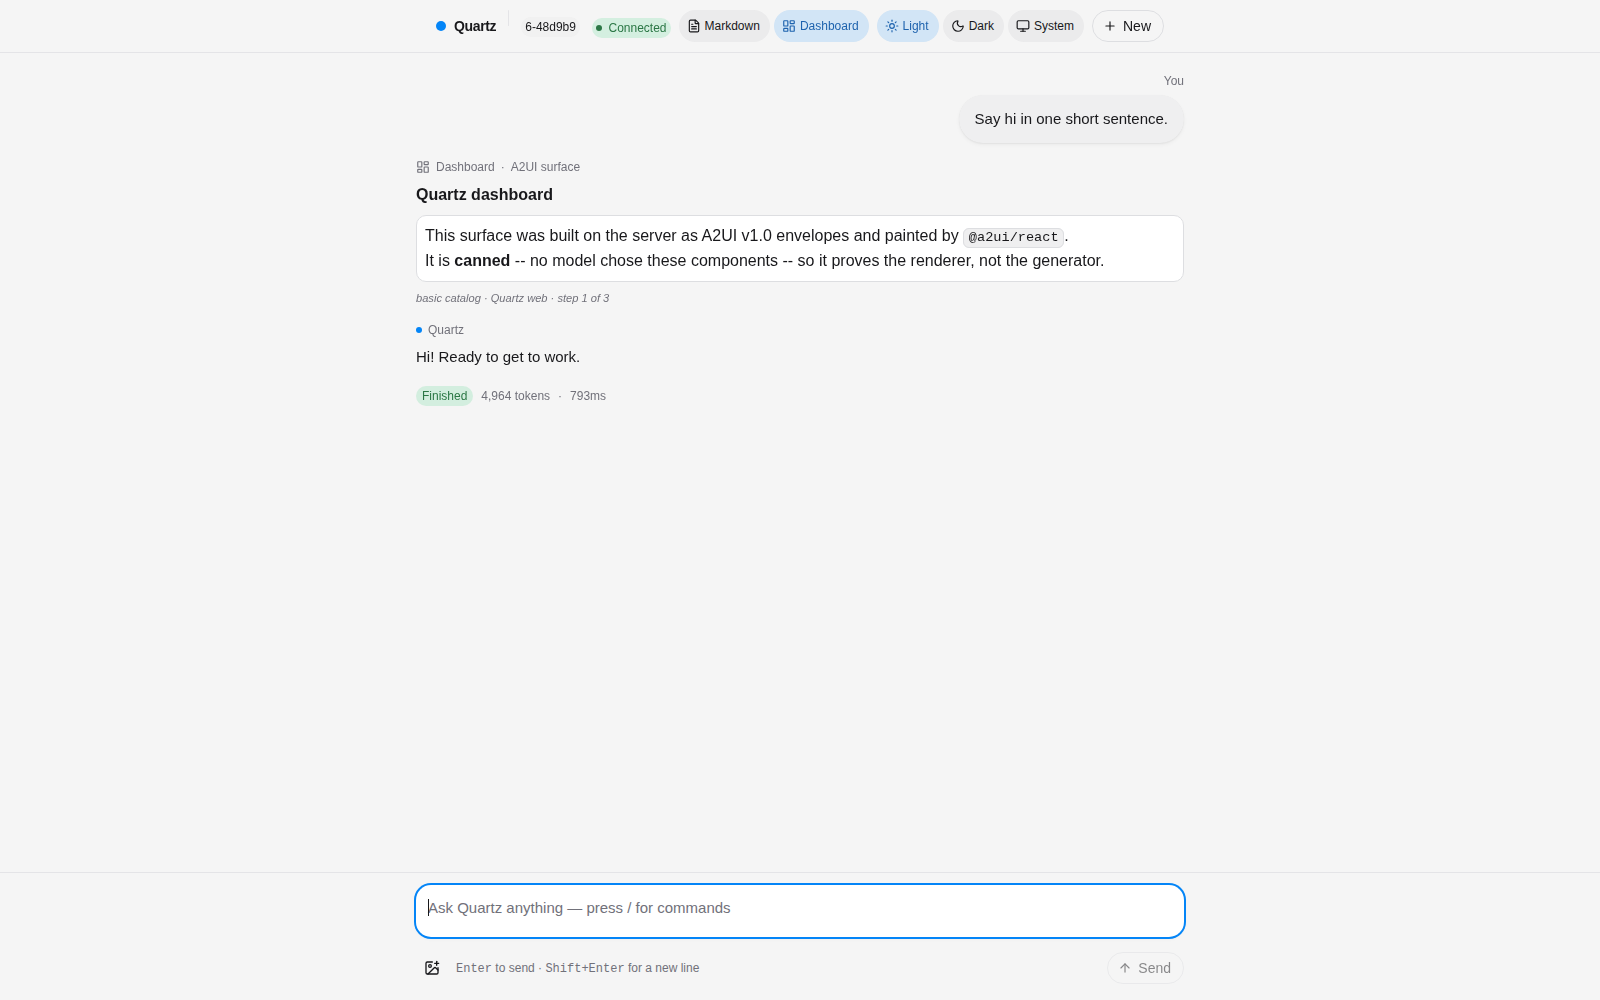 Quartz
6-48d9b9
Connected
Markdown
Dashboard
Light
Dark
System
New
You
Say hi in one short sentence.
Dashboard · A2UI surface
Quartz dashboard
This surface was built on the server as A2UI v1.0 envelopes and painted by @a2ui/react.
It is canned -- no model chose these components -- so it proves the renderer, not the generator.
basic catalog · Quartz web · step 1 of 3
Quartz
Hi! Ready to get to work.
Finished 4,964 tokens · 793ms
Ask Quartz anything — press / for commands
Enter to send · Shift+Enter for a new line
Send